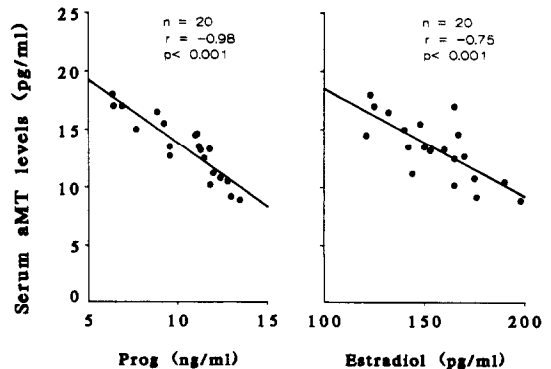 n = 20
r = -0.98
p< 0.001
n = 20
r = -0.75
p< 0.001
Serum aMT levels (pg/ml)
25
20
15
10
5
0
5
10
15
100
150
200
Prog (ng/ml)
Estradiol (pg/ml)